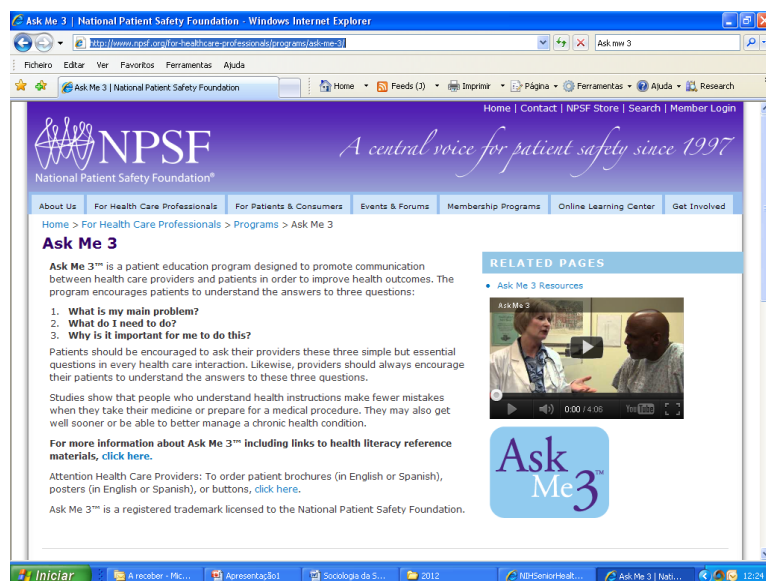 Ask Me 3 | National Patient Safety Foundation - Windows Internet Explorer
http://www.npsf.org/for-healthcare-professionals/programs/ask-me-3/
Ask mw 3
Ficheiro Editar Ver Favoritos Ferramentas Ajuda
Ask Me 3 | National Patient Safety Foundation
Home Feeds (J) Imprimir Página Ferramentas Ajuda Research
Home | Contact | NPSF Store | Search | Member Login
NPSF
A central voice for patient safety since 1997
National Patient Safety Foundation®
About Us For Health Care Professionals For Patients & Consumers Events & Forums Membership Programs Online Learning Center Get Involved
Home > For Health Care Professionals > Programs > Ask Me 3
Ask Me 3
Ask Me 3™ is a patient education program designed to promote communication
between health care providers and patients in order to improve health outcomes. The
program encourages patients to understand the answers to three questions:
1. What is my main problem?
2. What do I need to do?
3. Why is it important for me to do
this?
Patients should be encouraged to ask their providers these three simple but essential
questions in every health care interaction. Likewise, providers should always encourage
their patients to understand the answers to these three questions.
Studies show that people who understand health instructions make fewer mistakes
when they take their medicine or prepare for a medical procedure. They may also get
well sooner or be able to better manage a chronic health condition.
For more information about Ask Me 3™ including links to health literacy reference
materials, click here.
Attention Health Care Providers: To order patient brochures (in English or Spanish),
posters (in English or Spanish), or buttons, click here.
Ask Me 3™ is a registered trademark licensed to the National Patient Safety Foundation.
RELATED PAGES
Ask Me 3 Resources
Ask Me 3
0:00 / 4:06 YouTube
Ask
Me3™
Iniciar A receber - Mic... Apresentação1 Sociologia da S... 2012 NIHSeniorHealt... Ask Me 3 | Nati... 12:24